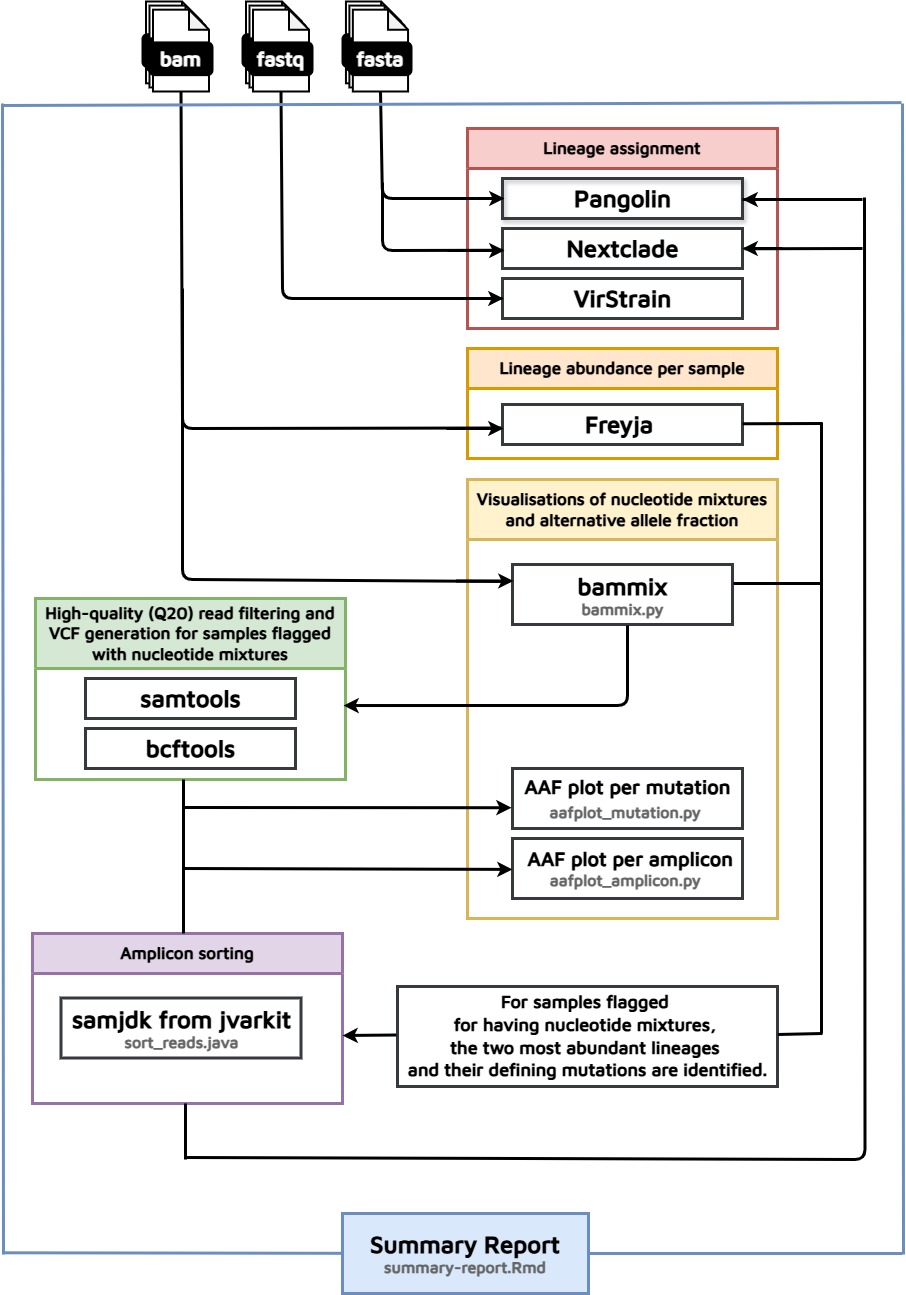 bam
fastq
fasta
Lineage assignment
Pangolin
Nextclade
VirStrain
Lineage abundance per sample
Freyja
Visualisations of nucleotide mixtures
and alternative allele fraction
bammix
bammix.py
High-quality (Q20) read filtering and
VCF generation for samples flagged
with nucleotide mixtures
samtools
bcftools
AAF plot per mutation
aafplot_mutation.py
AAF plot per amplicon
aafplot_amplicon.py
Amplicon sorting
samjdk from jvarkit
sort_reads.java
For samples flagged
for having nucleotide mixtures,
the two most abundant lineages
and their defining mutations are identified.
Summary Report
summary-report.Rmd